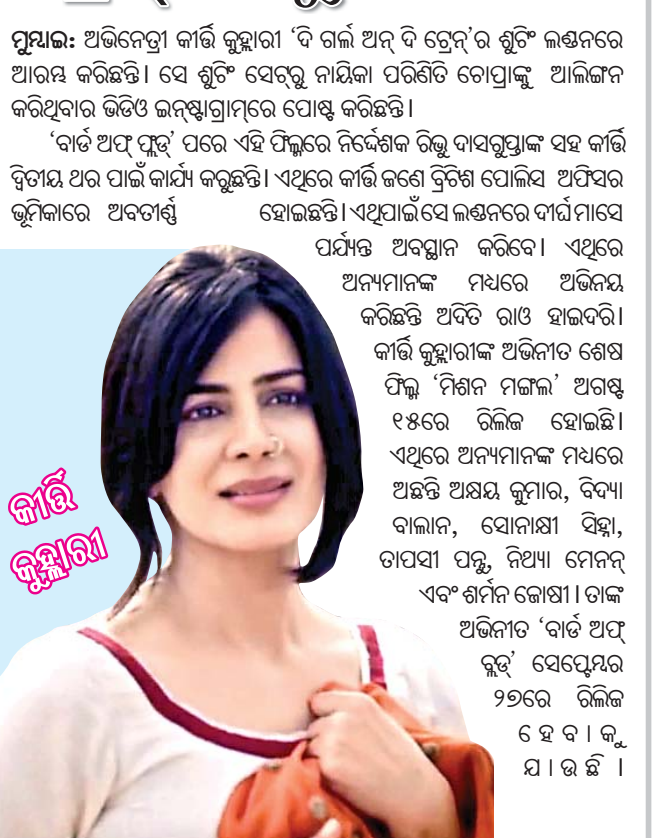 ମୁମ୍ବାଇ: ଅଭିନେତ୍ରୀ କୀର୍ତ୍ତି କୁହ୍ଲାରୀ ‘ଦି ଗର୍ଲ ଅନ୍ ଦି ଟ୍ରେନ୍’ର ଶୁଟିଂ ଲଣ୍ଡନରେ
ଆରମ୍ଭ କରିଛନ୍ତି। ସେ ଶୁଟିଂ ସେଟ୍‌ରୁ ନାୟିକା ପରିଣିତି ଚୋପ୍ରାଙ୍କୁ ଆଲିଙ୍ଗନ
କରିଥିବାର ଭିଡିଓ ଇନ୍‌ଷ୍ଟାଗ୍ରାମ୍‌ରେ ପୋଷ୍ଟ କରିଛନ୍ତି।
‘ବାର୍ଡ ଅଫ୍ ଫ୍ଲଡ୍’ ପରେ ଏହି ଫିଲ୍ମରେ ନିର୍ଦ୍ଦେଶକ ରିଭୁ ଦାସଗୁପ୍ତାଙ୍କ ସହ କୀର୍ତ୍ତି
ଦ୍ୱିତୀୟ ଥର ପାଇଁ କାର୍ଯ୍ୟ କରୁଛନ୍ତି। ଏଥିରେ କୀର୍ତ୍ତି ଜଣେ ବ୍ରିଟିଶ ପୋଲିସ ଅଫିସର
ଭୂମିକାରେ ଅବତୀର୍ଣ୍ଣ ହୋଇଛନ୍ତି। ଏଥିପାଇଁ ସେ ଲଣ୍ଡନରେ ଦୀର୍ଘ ମାସେ
ପର୍ଯ୍ୟନ୍ତ ଅବସ୍ଥାନ କରିବେ। ଏଥିରେ
ଅନ୍ୟମାନଙ୍କ ମଧ୍ୟରେ ଅଭିନୟ
କରିଛନ୍ତି ଅଦିତି ରାଓ ହାଇଦରି।
କୀର୍ତ୍ତି କୁହ୍ଲାରୀଙ୍କ ଅଭିନୀତ ଶେଷ
ଫିଲ୍ମ ‘ମିଶନ ମଙ୍ଗଲ’ ଅଗଷ୍ଟ
୧୫ରେ ରିଲିଜ ହୋଇଛି।
ଏଥିରେ ଅନ୍ୟମାନଙ୍କ ମଧ୍ୟରେ
ଅଛନ୍ତି ଅକ୍ଷୟ କୁମାର, ବିଦ୍ୟା
ବାଲାନ, ସୋନାକ୍ଷୀ ସିହ୍ନା,
ତାପସୀ ପନ୍ନୁ, ନିଥ୍ୟା ମେନନ୍
ଏବଂ ଶର୍ମନ ଜୋଷୀ। ତାଙ୍କ
ଅଭିନୀତ ‘ବାର୍ଡ ଅଫ୍
ବ୍ଲଡ୍’ ସେପ୍ଟେମ୍ବର
୨୭ରେ ରିଲିଜ
ହେବାକୁ
ଯାଉଛି।
କୀର୍ତ୍ତି
କୁହ୍ଲାରୀ